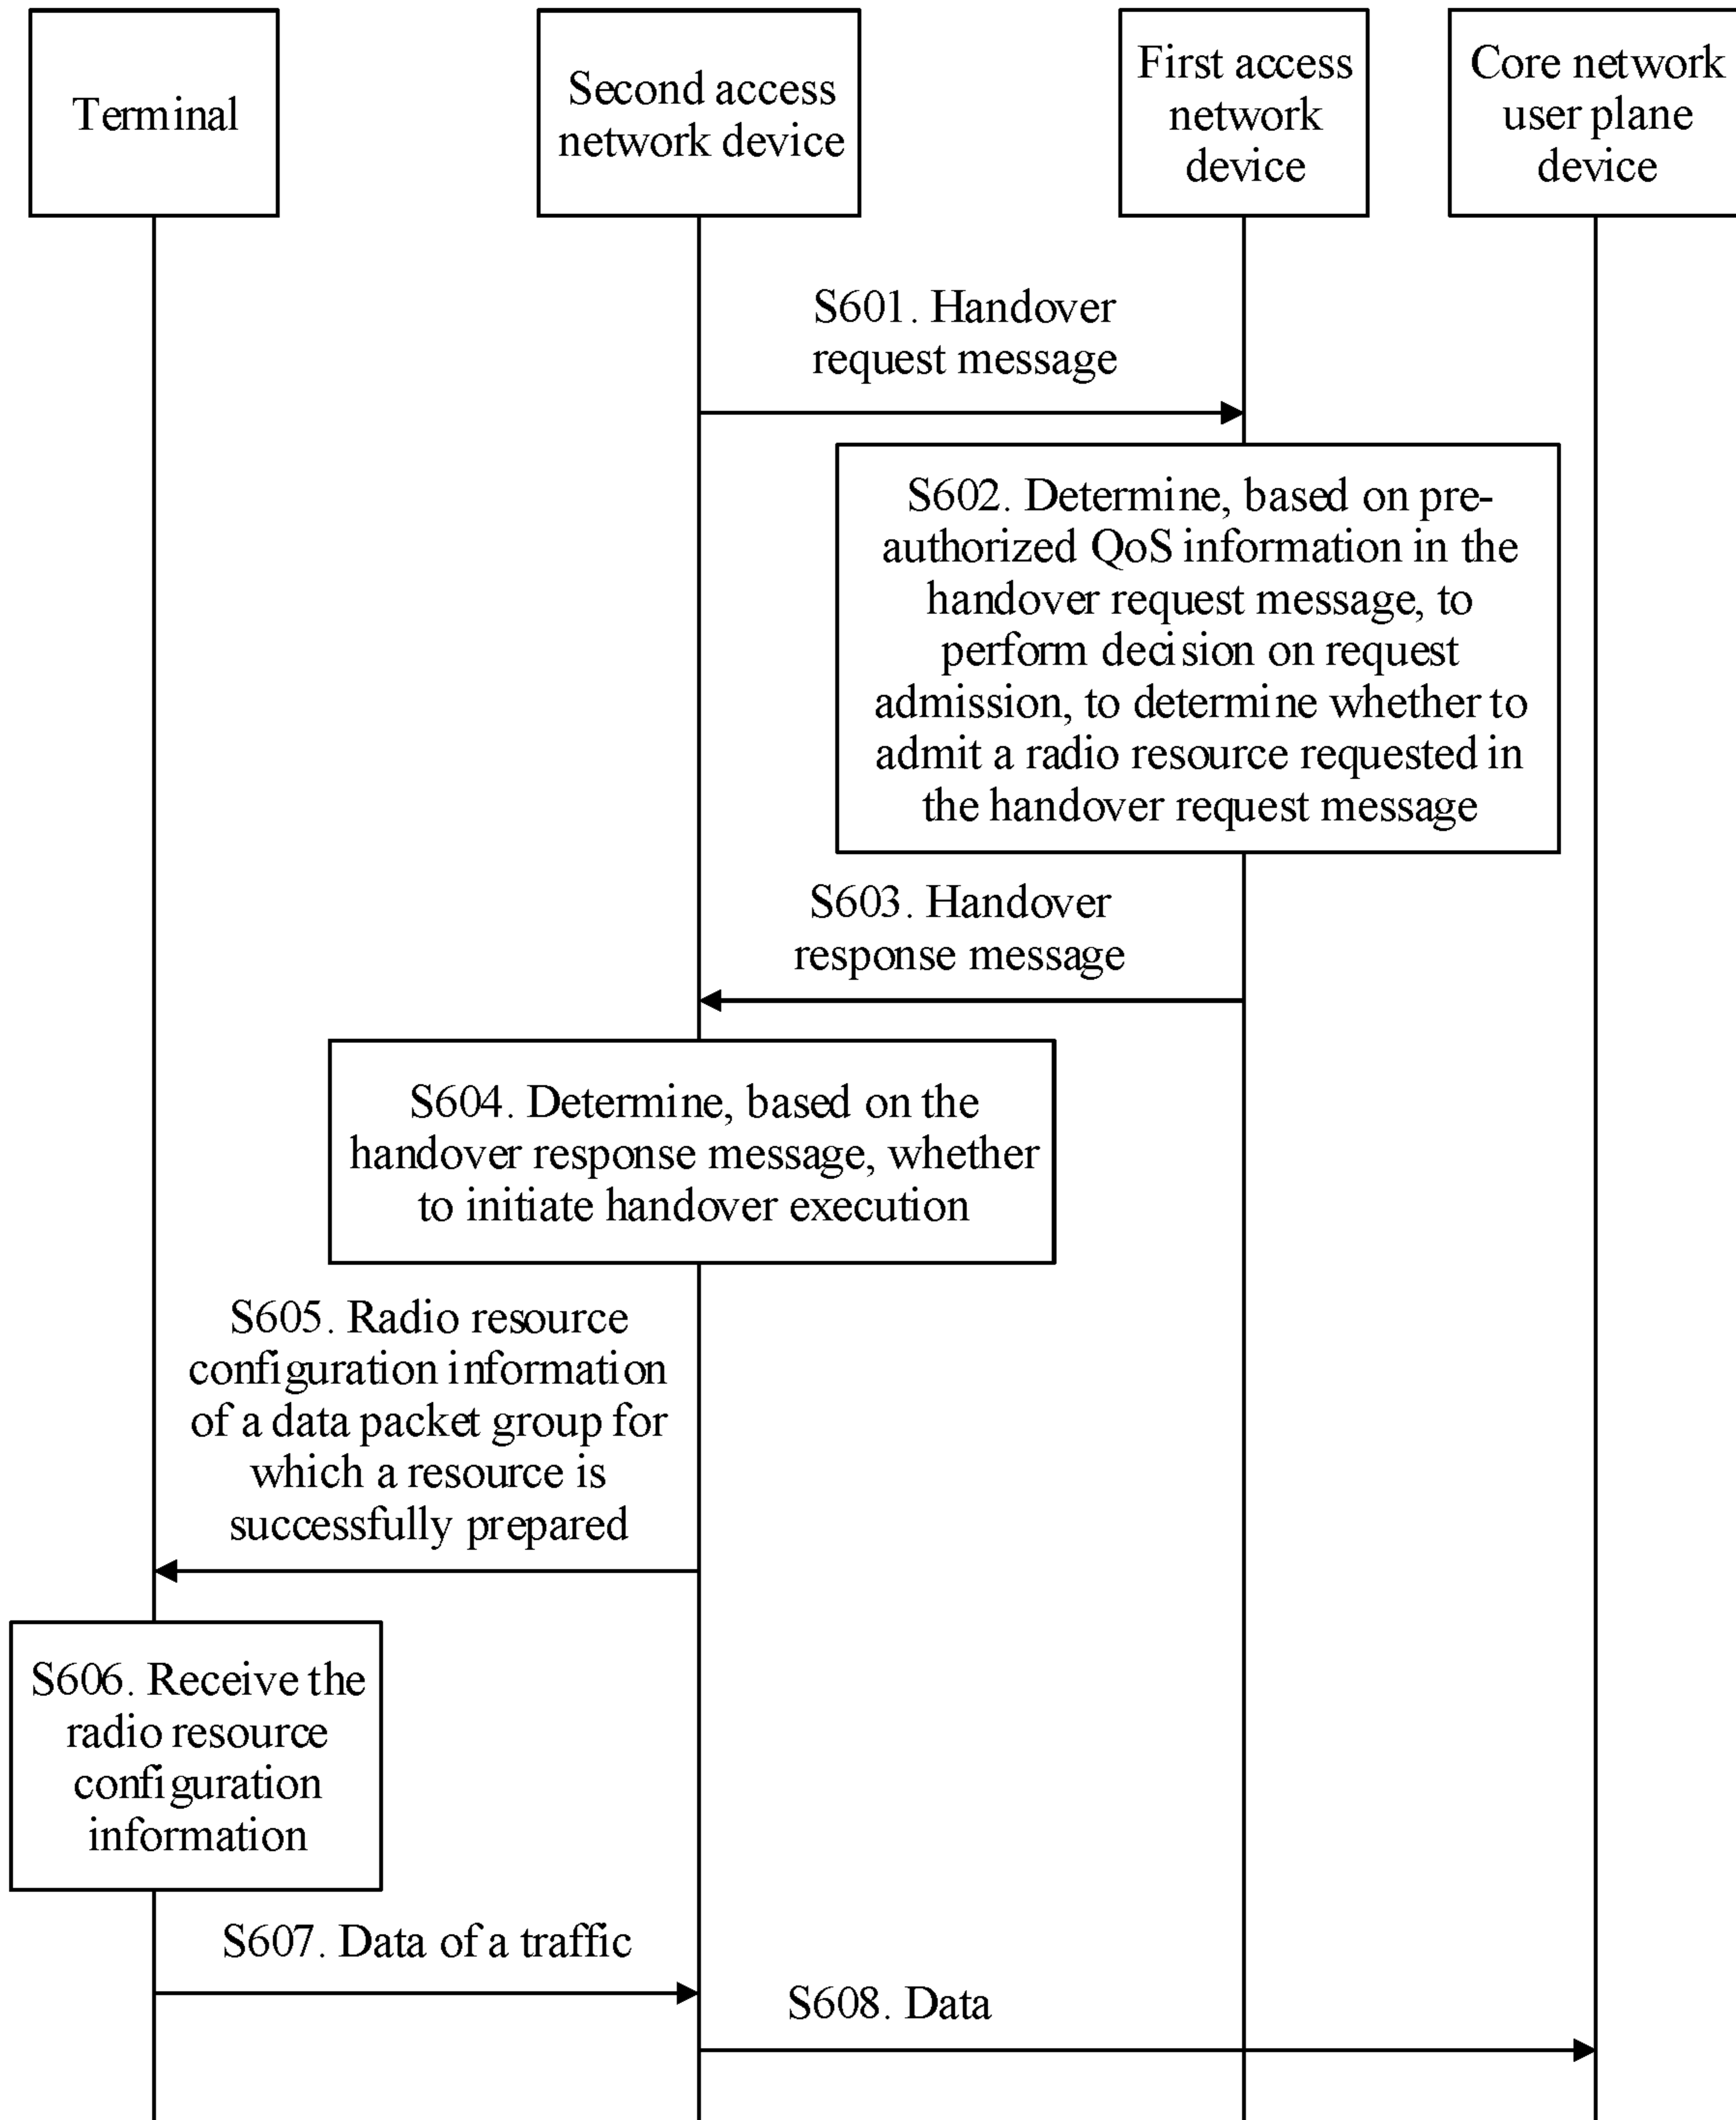 Terminal
Second access
network device
First access
network
device
Core network
user plane
device
S601. Handover
request message
S602. Determine, based on pre-
authorized QoS information in the
handover request message, to
perform decision on request
admission, to determine whether to
admit a radio resource requested in
the handover request message
S603. Handover
response message
S604. Determine, based on the
handover response message, whether
to initiate handover execution
S605. Radio resource
configuration information
of a data packet group for
which a resource is
successfully prepared
S606. Receive the
radio resource
configuration
information
S607. Data of a traffic
S608. Data